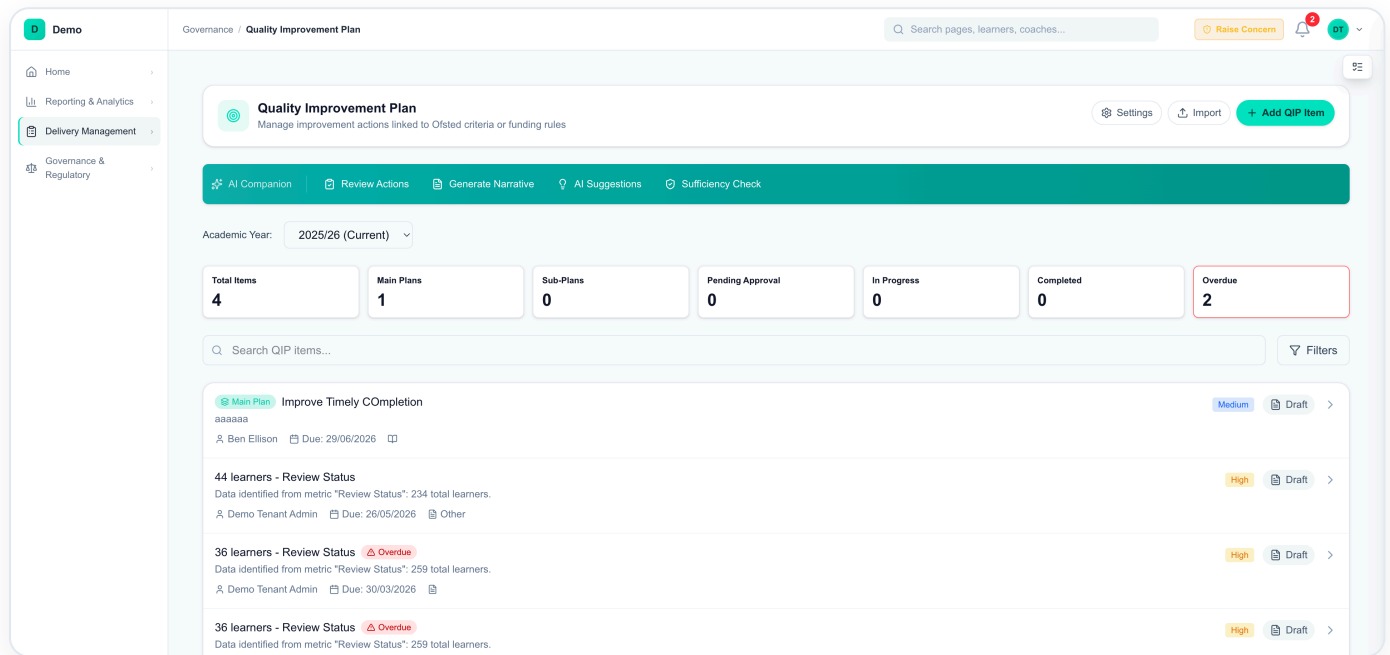 D Demo
Governance / Quality Improvement Plan
Search pages, learners, coaches...
Raise Concern
2
DT
Home
Reporting & Analytics
Delivery Management
Governance &
Regulatory
Quality Improvement Plan
Manage improvement actions linked to Ofsted criteria or funding rules
Settings
Import
+ Add QIP Item
AI Companion
Review Actions
Generate Narrative
AI Suggestions
Sufficiency Check
Academic Year:
2025/26 (Current)
Total Items
4
Main Plans
1
Sub-Plans
0
Pending Approval
0
In Progress
0
Completed
0
Overdue
2
Search QIP items...
Filters
Main Plan Improve Timely COmpletion
Medium Draft
aaaaaa
Ben Ellison Due: 29/06/2026
44 learners - Review Status
High Draft
Data identified from metric "Review Status": 234 total learners.
Demo Tenant Admin Due: 26/05/2026 Other
36 learners - Review Status Overdue
High Draft
Data identified from metric "Review Status": 259 total learners.
Demo Tenant Admin Due: 30/03/2026
36 learners - Review Status Overdue
High Draft
Data identified from metric "Review Status": 259 total learners.